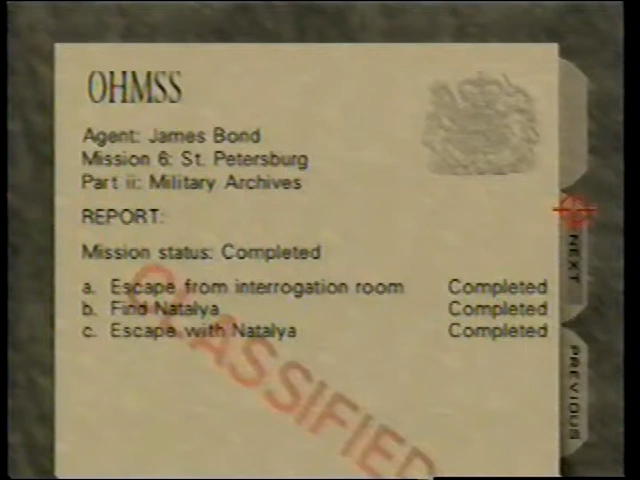 OHMSS
Agent: James Bond
Mission 6: St. Petersburg
Part ii: Military Archives
REPORT:
Mission status: Completed
a. Escape from interrogation room Completed
b. Find Natalya Completed
c. Escape with Natalya Completed
CLASSIFIED
NEXT
PREVIOUS